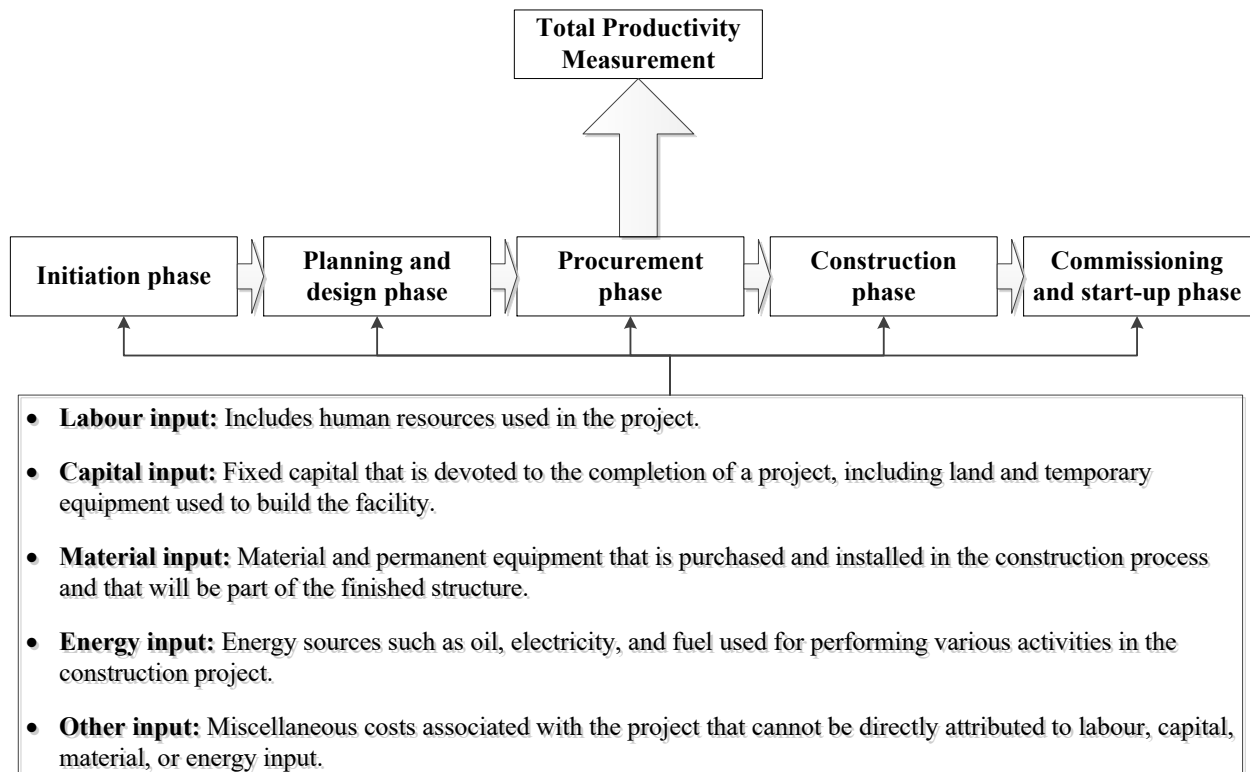 Total Productivity
Measurement
Initiation phase
Planning and
design phase
Procurement
phase
Construction
phase
Commissioning
and start-up phase
• Labour input: Includes human resources used in the project.
• Capital input: Fixed capital that is devoted to the completion of a project, including land and temporary
equipment used to build the facility.
• Material input: Material and permanent equipment that is purchased and installed in the construction process
and that will be part of the finished structure.
• Energy input: Energy sources such as oil, electricity, and fuel used for performing various activities in the
construction project.
• Other input: Miscellaneous costs associated with the project that cannot be directly attributed to labour, capital,
material, or energy input.